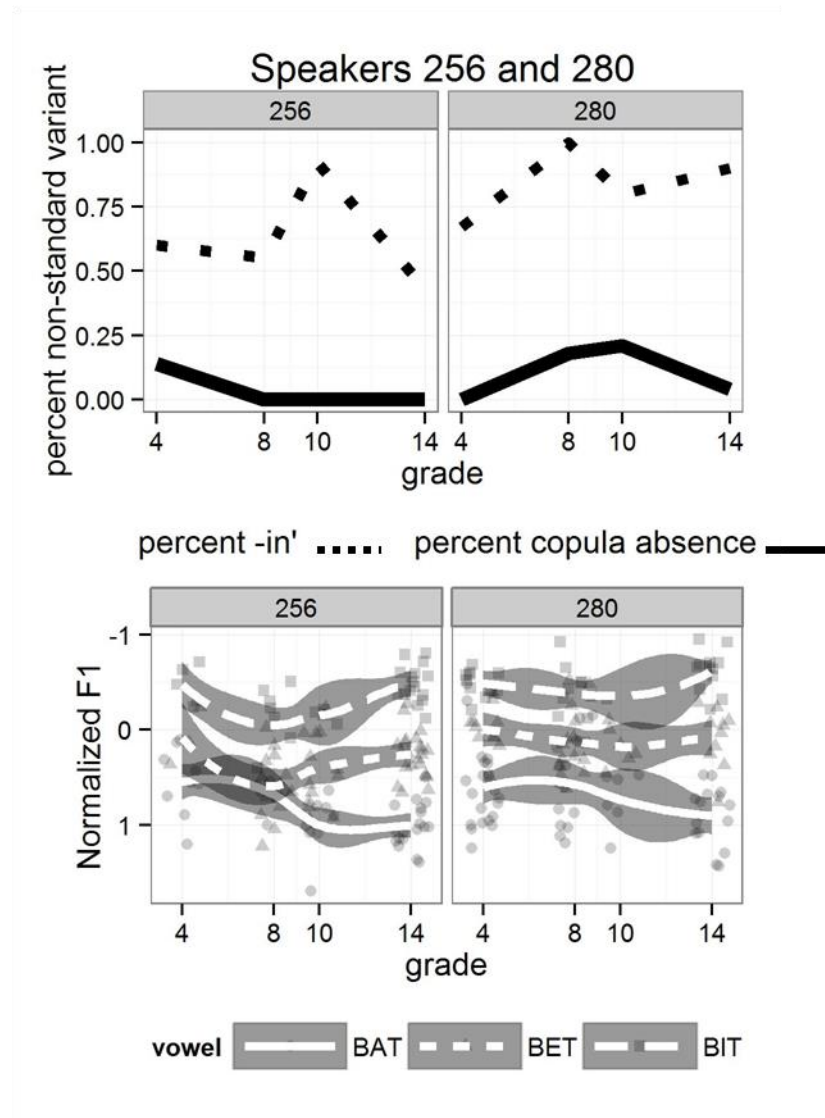 Speakers 256 and 280
256 280
percent non-standard variant
1.00
0.75
0.50
0.25
0.00
4 8 10 14 4 8 10 14
grade
percent -in' percent copula absence
256 280
Normalized F1
-1
0
1
4 8 10 14 4 8 10 14
grade
vowel BAT BET BIT